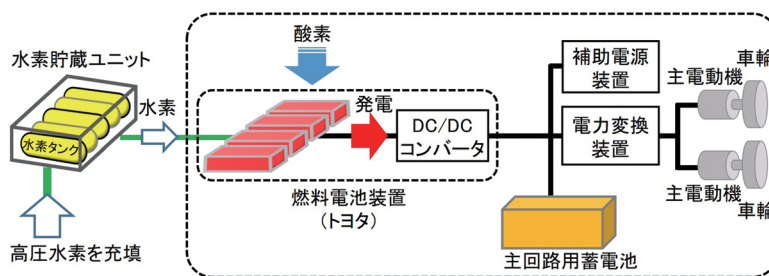 水素貯蔵ユニット
水素タンク
高圧水素を充填
水素
酸素
発電
DC/DC
コンバータ
燃料電池装置
(トヨタ)
補助電源
装置
電力変換
装置
主回路用蓄電池
主電動機
車輪
主電動機
車輪